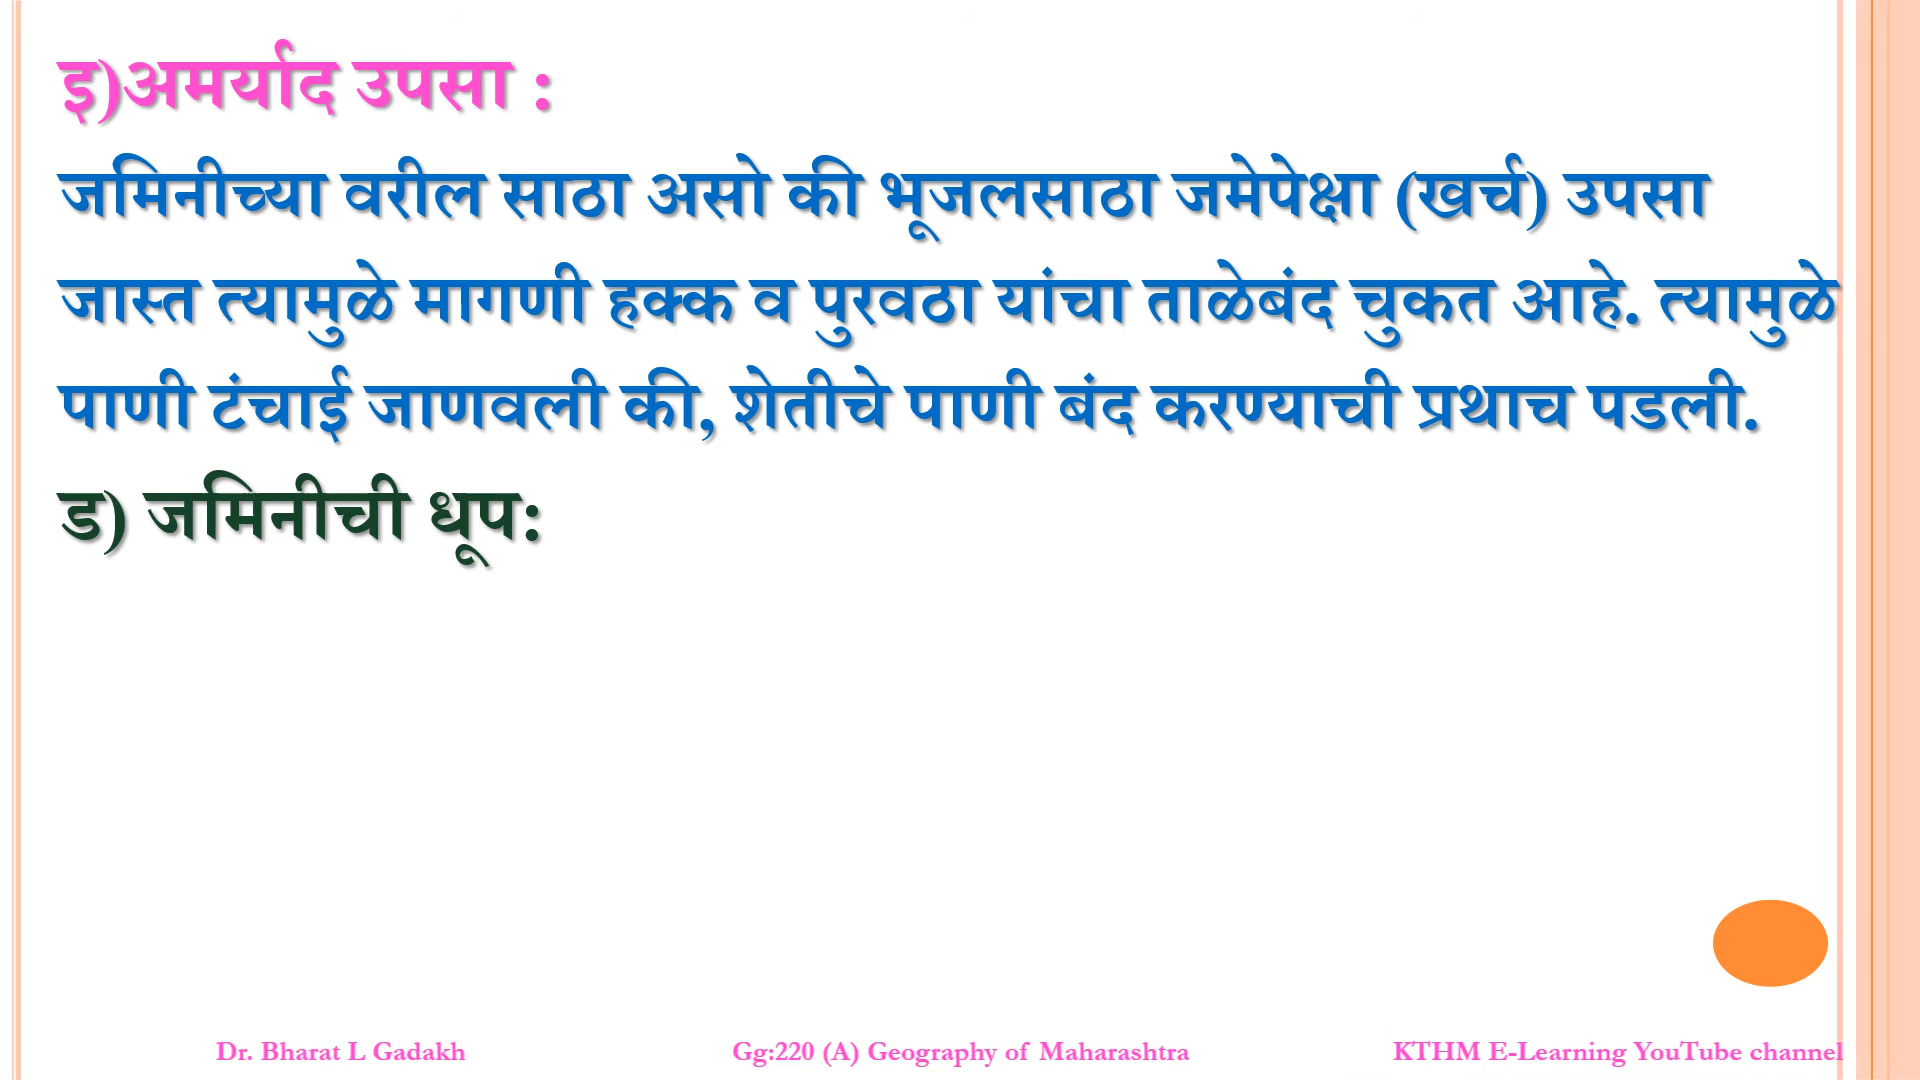 इ)अमर्याद उपसा :
जमिनीच्या वरील साठा असो की भूजलसाठा जमेपेक्षा (खर्च) उपसा
जास्त त्यामुळे मागणी हक्क व पुरवठा यांचा ताळेबंद चुकत आहे. त्यामुळे
पाणी टंचाई जाणवली की, शेतीचे पाणी बंद करण्याची प्रथाच पडली.
ड) जमिनीची धूप:
Dr. Bharat L Gadakh Gg:220 (A) Geography of Maharashtra KTHM E-Learning YouTube channel